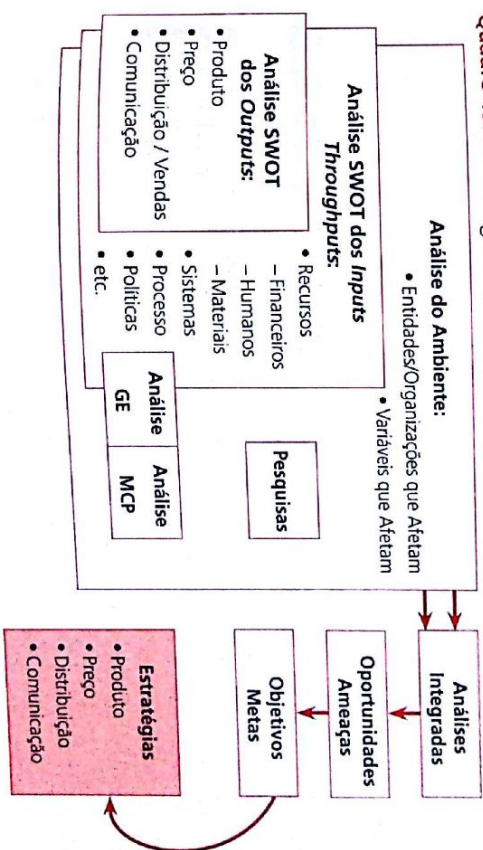 Análise do Ambiente:
• Entidades/Organizações que Afetam
• Variáveis que Afetam
Análise SWOT dos Inputs
Throughputs:
• Recursos
– Financeiros
– Humanos
– Materiais
• Sistemas
• Processo
• Políticas
• etc.
Análise SWOT
dos Outputs:
• Produto
• Preço
• Distribuição / Vendas
• Comunicação
Pesquisas
Análise
GE
Análise
MCP
Análises
Integradas
Oportunidades
Ameaças
Objetivos
Metas
Estratégias
• Produto
• Preço
• Distribuição
• Comunicação